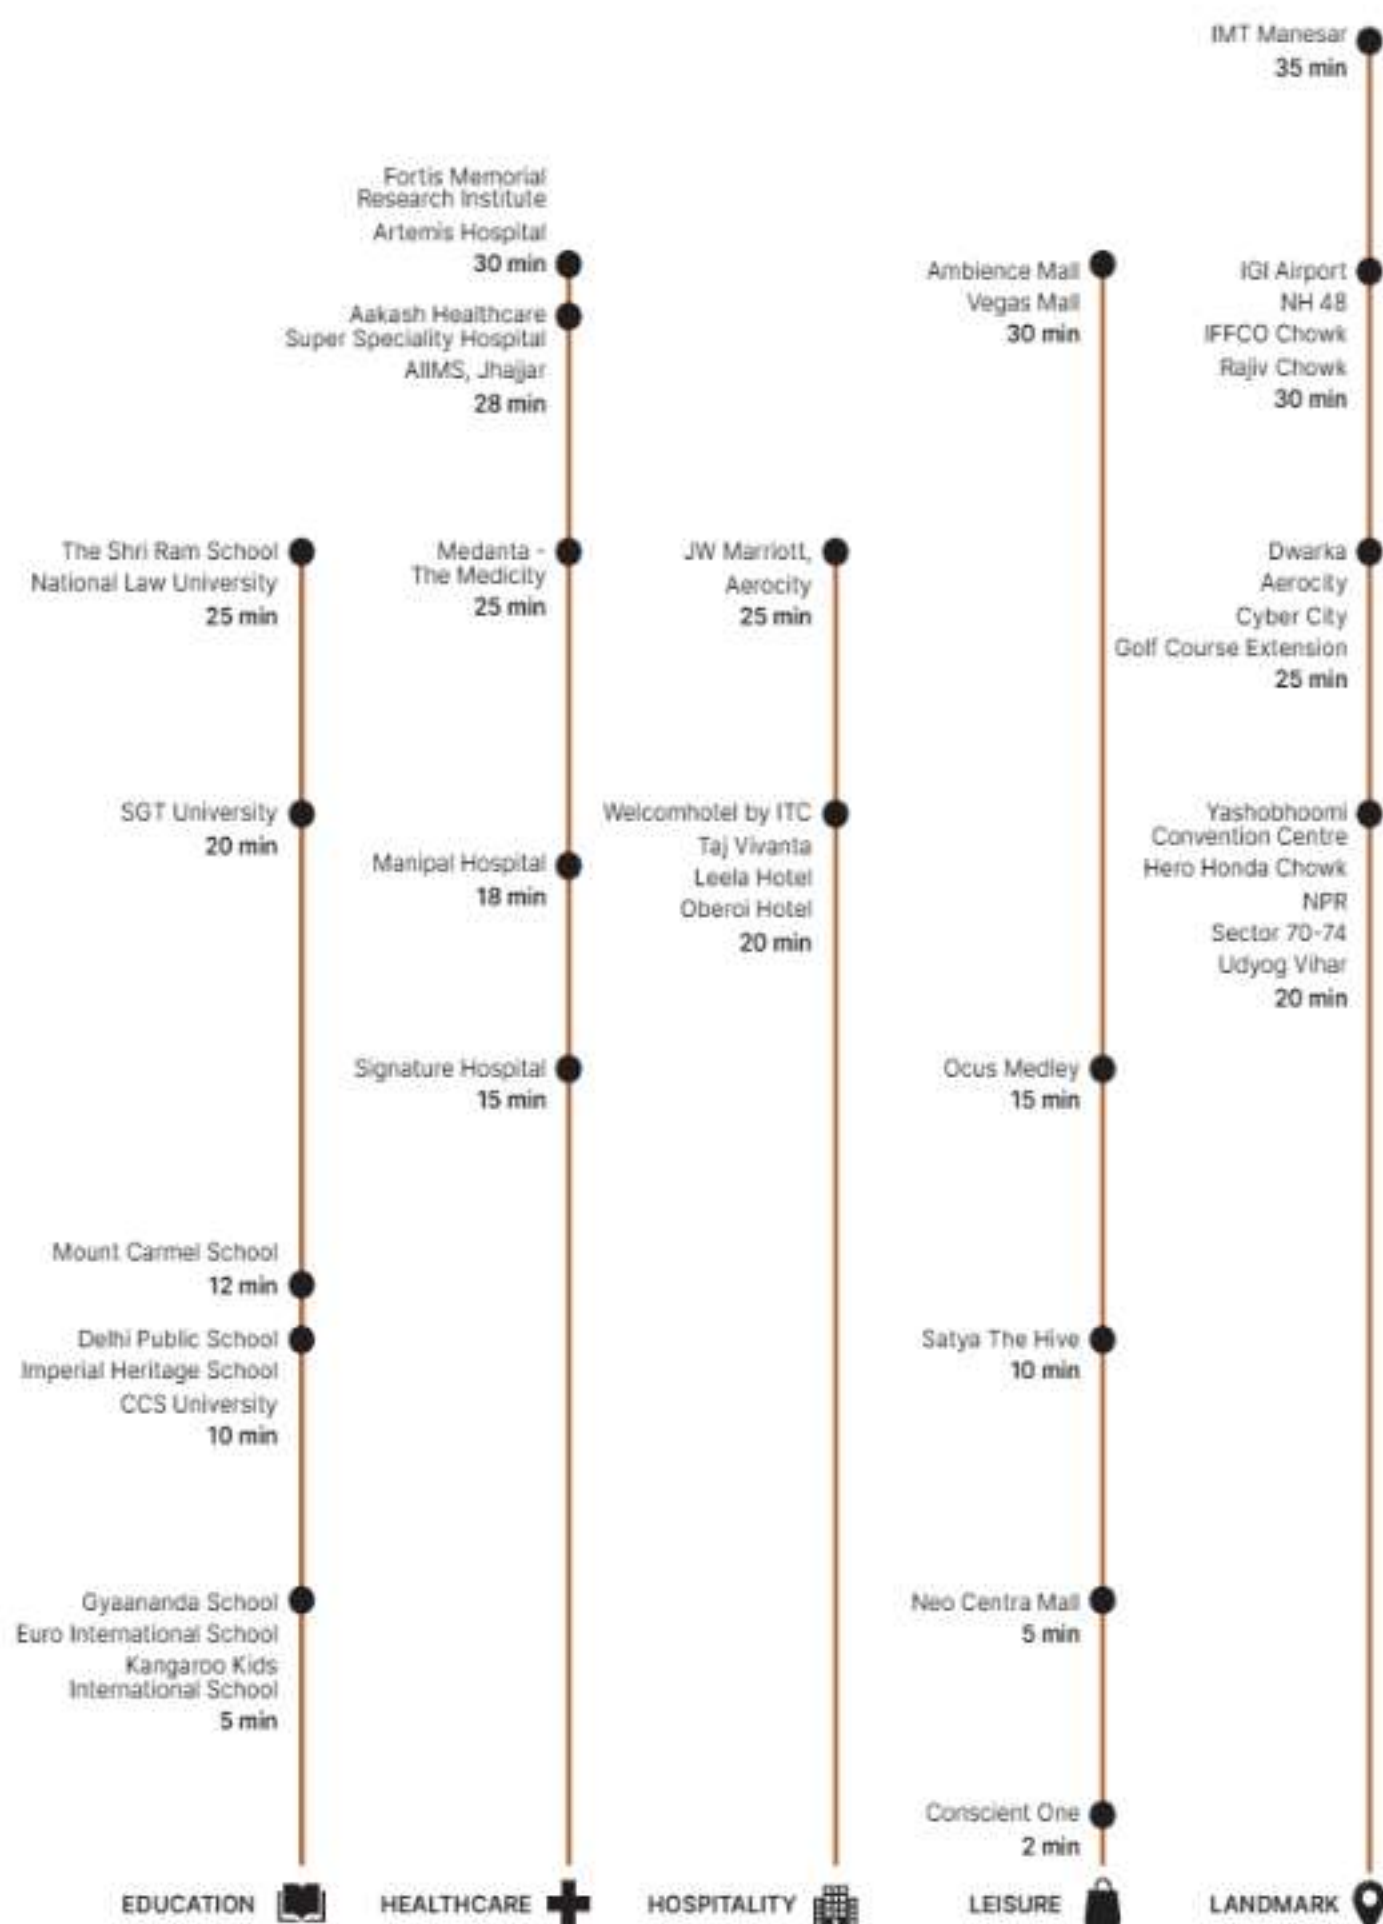 The Shri Ram School
National Law University
25 min
SGT University
20 min
Mount Carmel School
12 min
Delhi Public School
Imperial Heritage School
CCS University
10 min
Gyaananda School
Euro International School
Kangaroo Kids
International School
5 min
EDUCATION
Fortis Memorial
Research Institute
Artemis Hospital
30 min
Aakash Healthcare
Super Speciality Hospital
AIIMS, Jhajjar
28 min
Medanta -
The Medicity
25 min
Manipal Hospital
18 min
Signature Hospital
15 min
HEALTHCARE
JW Marriott,
Aerocity
25 min
Welcomhotel by ITC
Taj Vivanta
Leela Hotel
Oberoi Hotel
20 min
HOSPITALITY
Ambience Mall
Vegas Mall
30 min
Ocus Medley
15 min
Satya The Hive
10 min
Neo Centra Mall
5 min
Conscient One
2 min
LEISURE
IMT Manesar
35 min
IGI Airport
NH 48
IFFCO Chowk
Rajiv Chowk
30 min
Dwarka
Aerocity
Cyber City
Golf Course Extension
25 min
Yashobhoomi
Convention Centre
Hero Honda Chowk
NPR
Sector 70-74
Udyog Vihar
20 min
LANDMARK